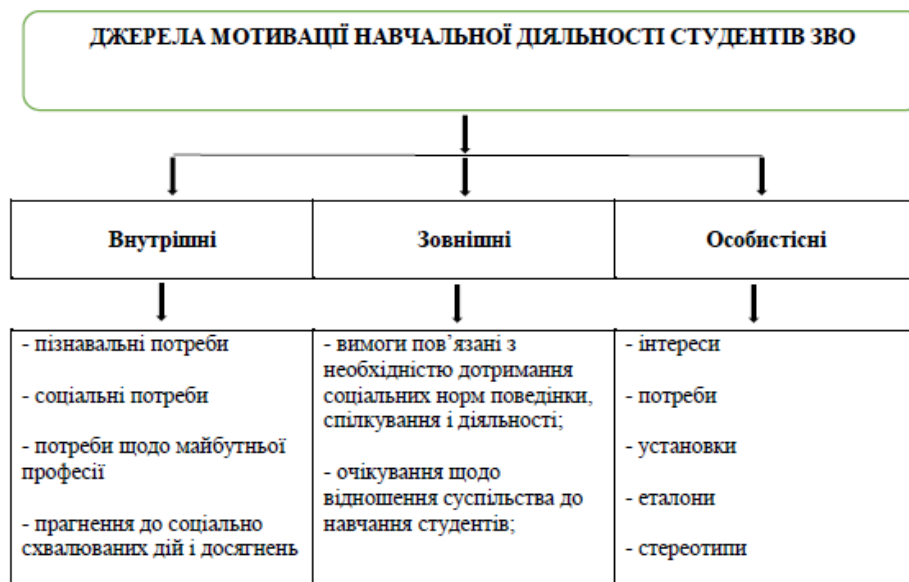 ДЖЕРЕЛА МОТИВАЦІЇ НАВЧАЛЬНОЇ ДІЯЛЬНОСТІ СТУДЕНТІВ ЗВО
Внутрішні
Зовнішні
Особистісні
- пізнавальні потреби
- соціальні потреби
- потреби щодо майбутньої
професії
- прагнення до соціально
схвалюваних дій і досягнень
- вимоги пов’язані з
необхідністю дотримання
соціальних норм поведінки,
спілкування і діяльності;
- очікування щодо
відношення суспільства до
навчання студентів;
- інтереси
- потреби
- установки
- еталони
- стереотипи